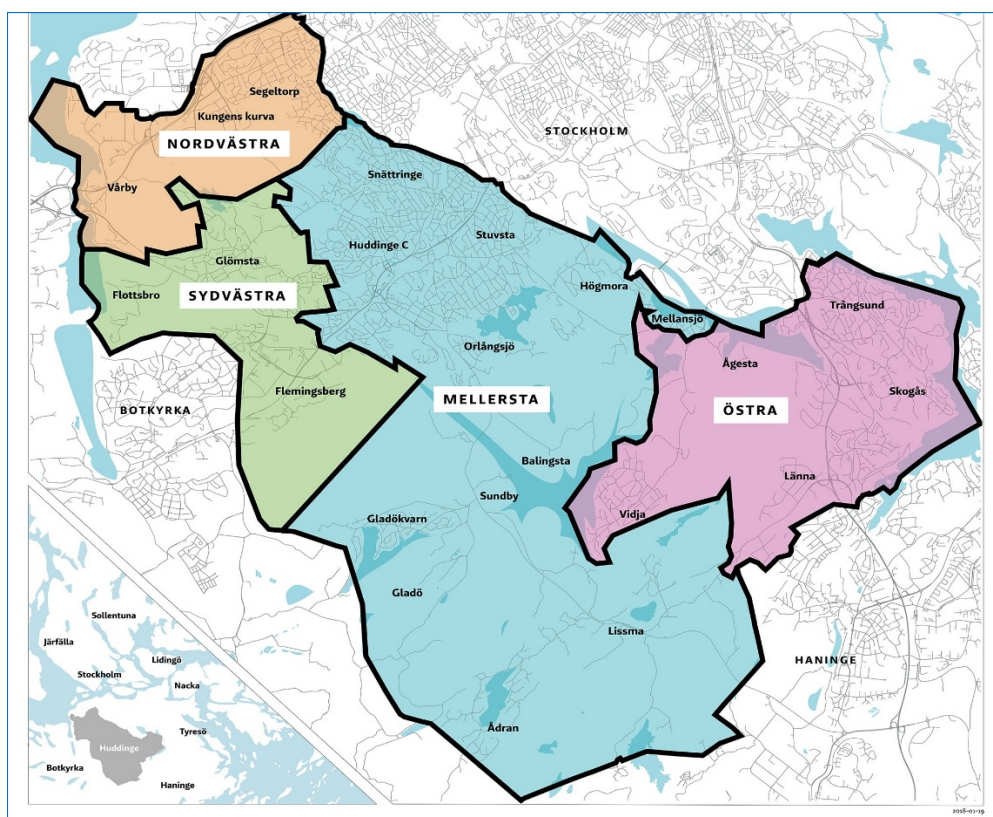 Segeltorp
Kungens kurva
NORDVÄSTRA
STOCKHOLM
Vårby
Snättringe
Stuvsta
Huddinge C
Glömsta
Flottsbro
SYDVÄSTRA
Högmora
Mellansjö
Trångsund
Orlångsjö
Ågesta
Flemingsberg
Skogås
MELLERSTA
ÖSTRA
BOTKYRKA
Balingsta
Länna
Sundby
Vidja
Gladökvarn
Gladö
Lissma
HANINGE
Ådran
Sollentuna
Järfälla
Lidingö
Stockholm
Nacka
Tyresö
Huddinge
Botkyrka
Haninge
2018-01-19